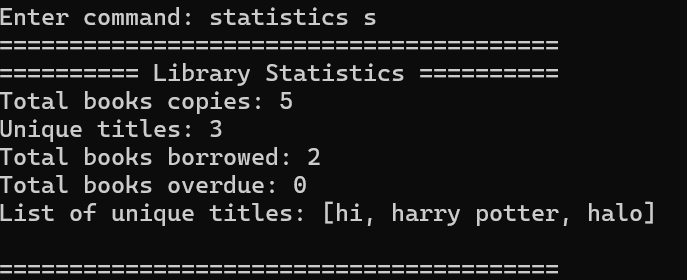 Enter command: statistics s
========================================
========== Library Statistics ==========
Total books copies: 5
Unique titles: 3
Total books borrowed: 2
Total books overdue: 0
List of unique titles: [hi, harry potter, halo]
========================================